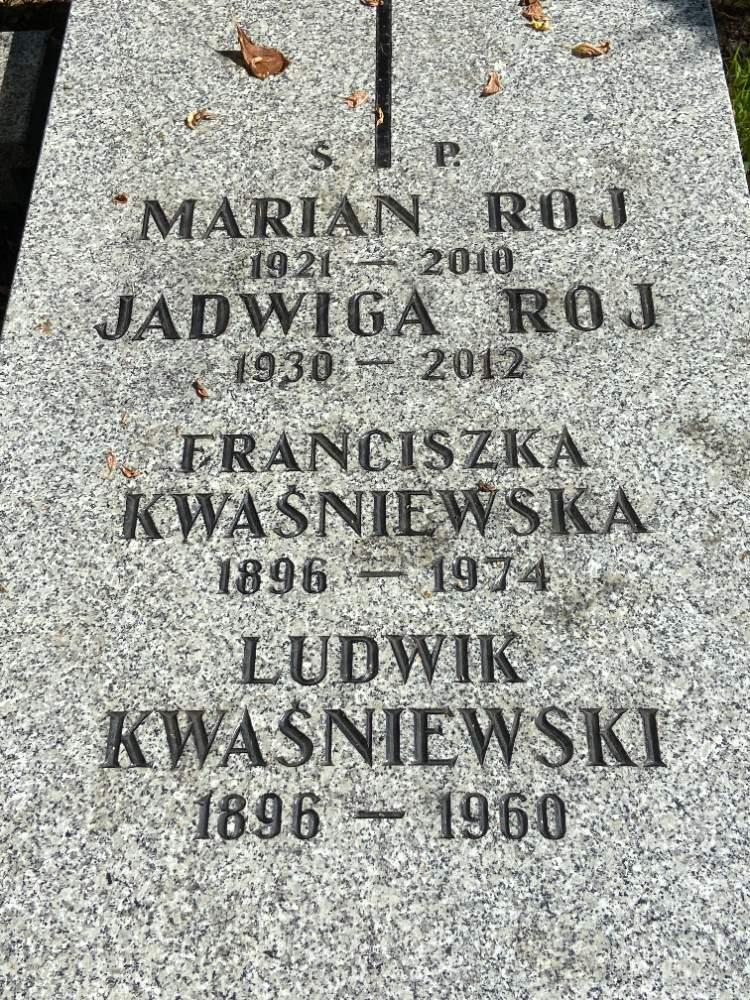 S. P.
MARIAN ROJ
1921 – 2010
JADWIGA ROJ
1930 – 2012
FRANCISZKA
KWAŚNIEWSKA
1896 – 1974
LUDWIK
KWAŚNIEWSKI
1896 – 1960